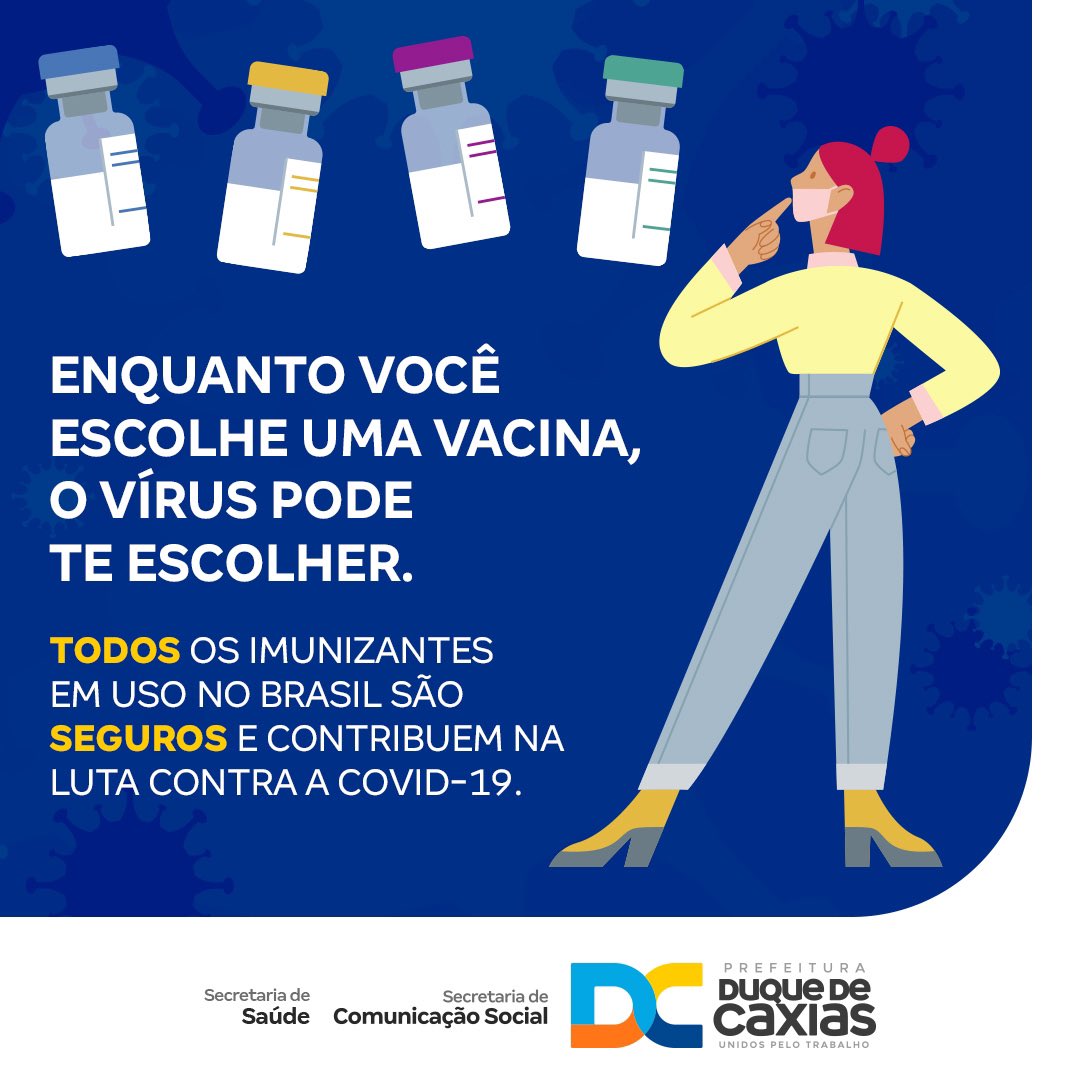 ENQUANTO VOCÊ
ESCOLHE UMA VACINA,
O VÍRUS PODE
TE ESCOLHER.
TODOS OS IMUNIZANTES
EM USO NO BRASIL SÃO
SEGUROS E CONTRIBUEM NA
LUTA CONTRA A COVID-19.
Secretaria de
Saúde
Secretaria de
Comunicação Social
DC
PREFEITURA
DUQUE DE
CAXIAS
UNIDOS PELO TRABALHO